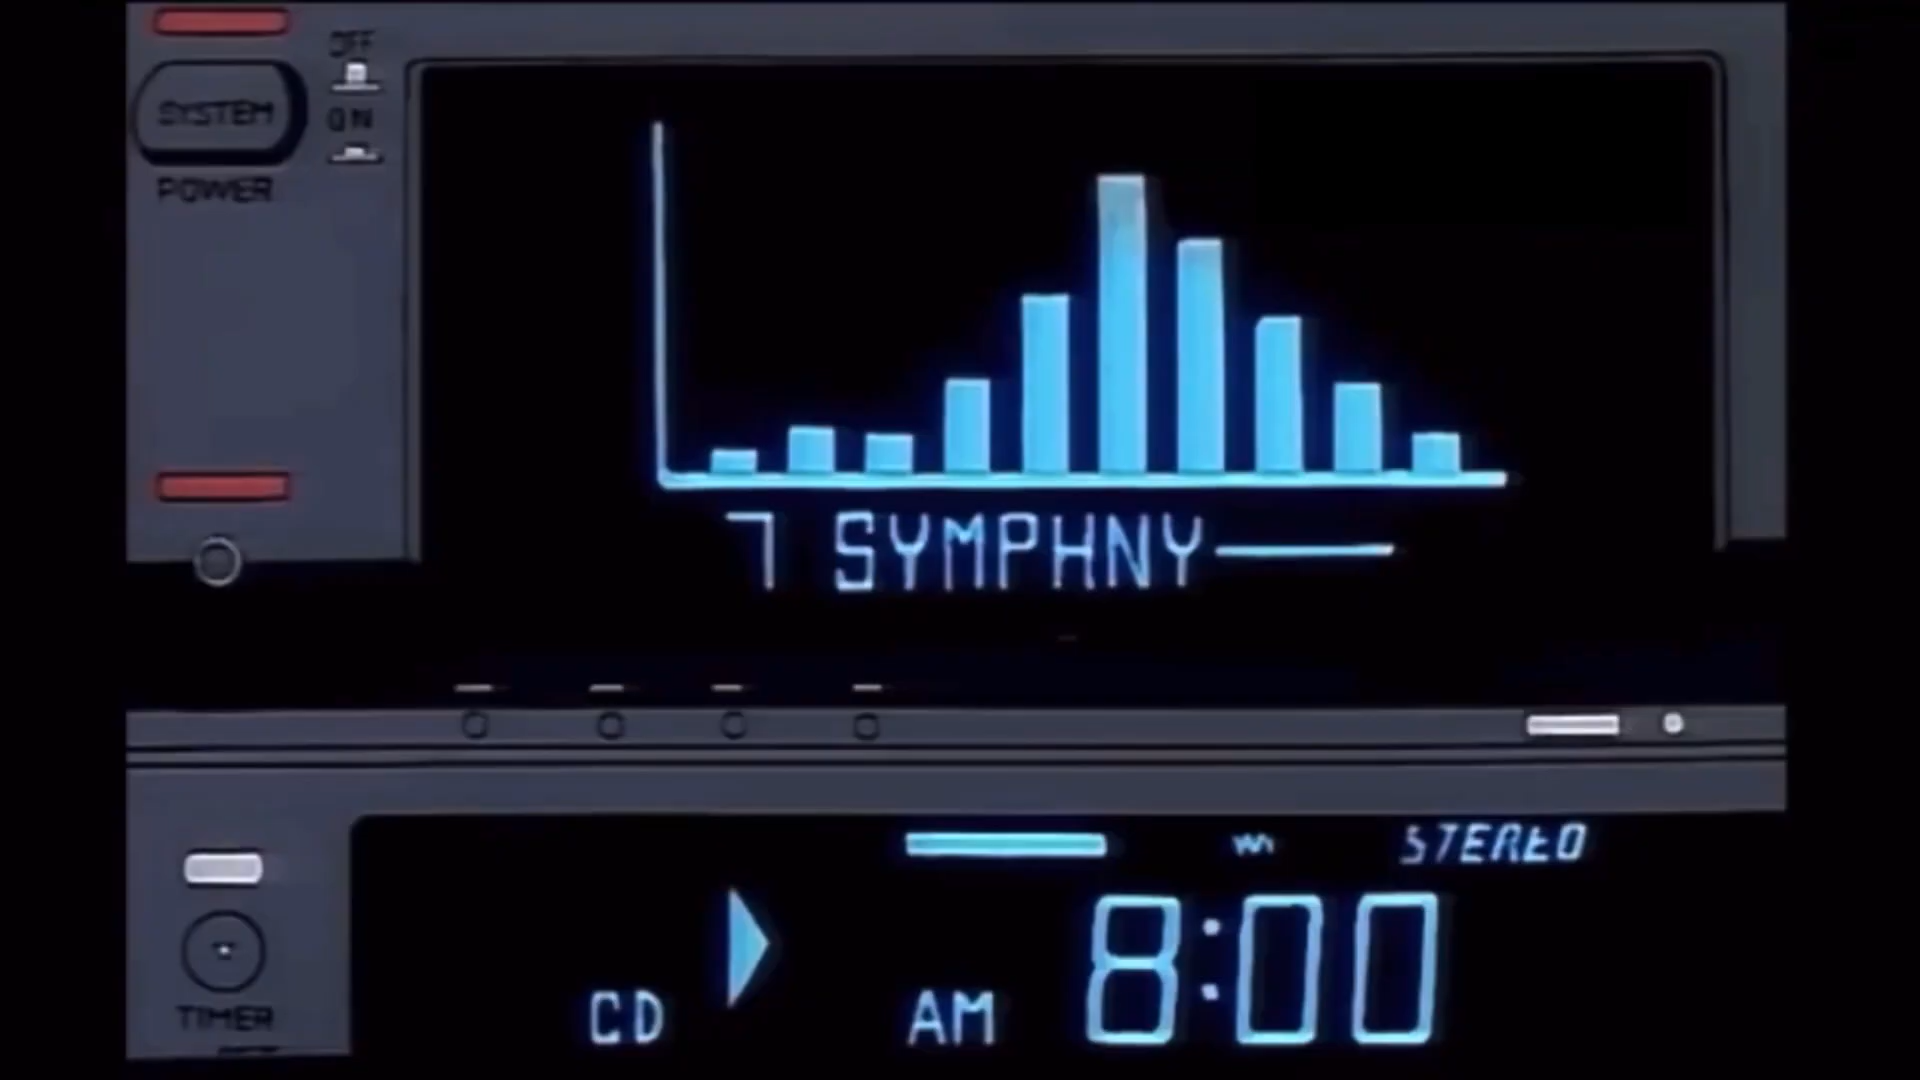 OFF
SYSTEM
ON
POWER
7 SYMPHNY
STEREO
CD AM 8:00
TIMER